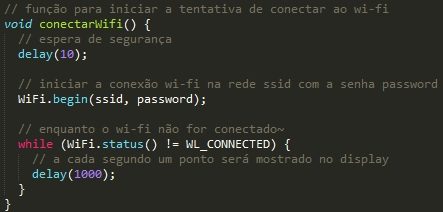 // função para iniciar a tentativa de conectar ao wi-fi
void conectarWifi() {
// espera de segurança
delay(10);
// iniciar a conexão wi-fi na rede ssid com a senha password
WiFi.begin(ssid, password);
// enquanto o wi-fi não for conectado~
while (WiFi.status() != WL_CONNECTED) {
// a cada segundo um ponto será mostrado no display
delay(1000);
}
}